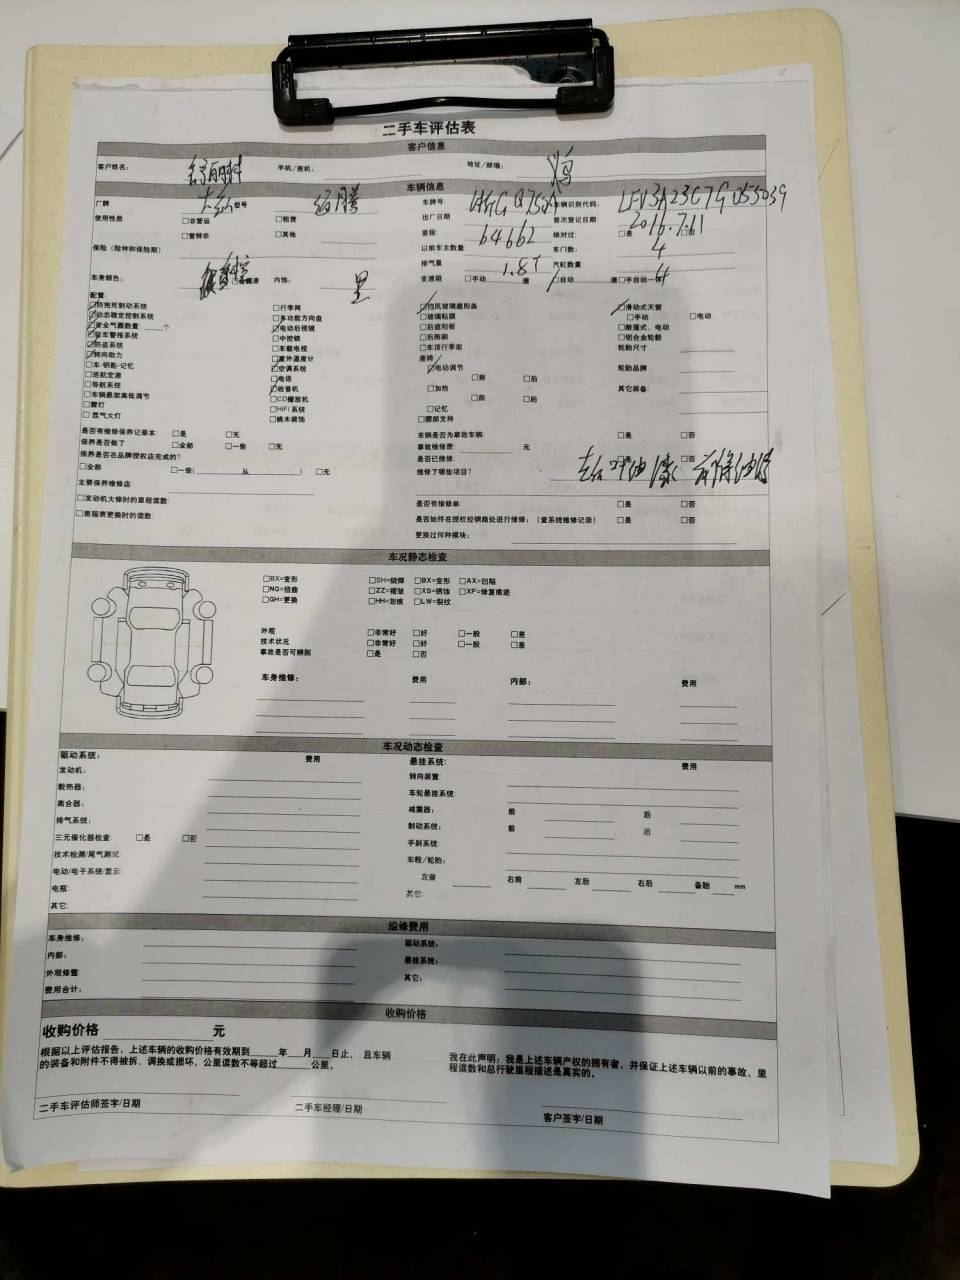 二手车评估表
客户信息
客户姓名： 手机/座机： 地址/邮编： 义乌
车辆信息
厂牌 大众 型号 迈腾 车牌号： 浙G 车辆识别代码：
使用性质 □非营运 □租赁 出厂日期 首次登记日期： 2016.7.11
□营转非 □其他 里程： 64662 核对过： □是 □否
保险（险种和保险期） 以前车主数量 车门数： 4
排气量 1.8T 汽缸数量
车身颜色： 内饰： 黑 变速箱 □手动 速 □自动 速 □手自动一体
配置：
□防抱死制动系统 □行李网 □挡风玻璃遮阳条 □滑动式天窗
□动态稳定控制系统 □多功能方向盘 □玻璃贴膜 □手动 □电动
□安全气囊数量 个 □电动后视镜 □后遮阳板 □敞篷式，电动
□驻车警报系统 □中控锁 □后雨刷 □铝合金轮毂
□防盗系统 □车载电视 □车顶行李架 轮胎尺寸
□转向助力 □室外温度计 座椅
□车-钥匙-记忆 □空调系统 □电动调节 轮胎品牌
□巡航定速 □电话 □前 □后
□导航系统 □收音机 □加热 其它装备：
□车辆悬架高低调节 □CD播放机 □前 □后
□雾灯 □HiFi系统 □记忆
□氙气大灯 □桃木装饰 □腰部支持
是否有维修保养记录本： □是 □无 车辆是否为事故车辆： □是 □否
保养是否做了 □全部 □一些 □无 事故维修费： 元
保养是否在品牌授权店完成的？ 是否已维修： □是 □否
□全部 □一些( 从 ) □无 维修了哪些项目？
主要保养维修店
□发动机大修时的里程读数： 是否有维修单： □是 □否
□里程表更换时的读数： 是否始终在授权经销商处进行维修：（查系统维修记录） □是 □否
更换过何种模块：
车况静态检查
□BX=变形 □SH=烧焊 □BX=变形 □AX=凹陷
□NQ=扭曲 □ZZ=褶皱 □XS=锈蚀 □XF=修复痕迹
□GH=更换 □HH=划痕 □LW=裂纹
外观 □非常好 □好 □一般 □差
技术状况 □非常好 □好 □一般 □差
事故是否可辨别 □是 □否
车身维修： 费用 内部： 费用
车况动态检查
驱动系统： 费用 悬挂系统： 费用
发动机： 转向装置：
散热器： 车轮悬挂系统：
离合器： 减震器： 前 后
排气系统： 制动系统： 前 后
三元催化器检查： □是 □否 手刹系统：
技术检测/尾气测试： 车毂/轮胎：
电动/电子系统/显示： 左前 右前 左后 右后 备胎 mm
电瓶： 其它：
其它：
维修费用
车身维修： 驱动系统：
内部： 悬挂系统：
外观修整： 其它：
费用合计：
收购价格
收购价格 元
根据以上评估报告，上述车辆的收购价格有效期到 年 月 日止，且车辆
的装备和附件不得被拆、调换或损坏，公里读数不等超过 公里。
我在此声明：我是上述车辆产权的拥有者，并保证上述车辆以前的事故、里
程读数和总行驶里程描述是真实的。
二手车评估师签字/日期 二手车经理/日期 客户签字/日期